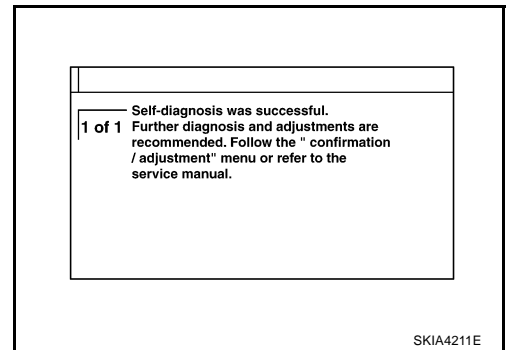 Self-diagnosis was successful.
1 of 1 Further diagnosis and adjustments are
recommended. Follow the " confirmation
/ adjustment" menu or refer to the
service manual.
SKIA4211E